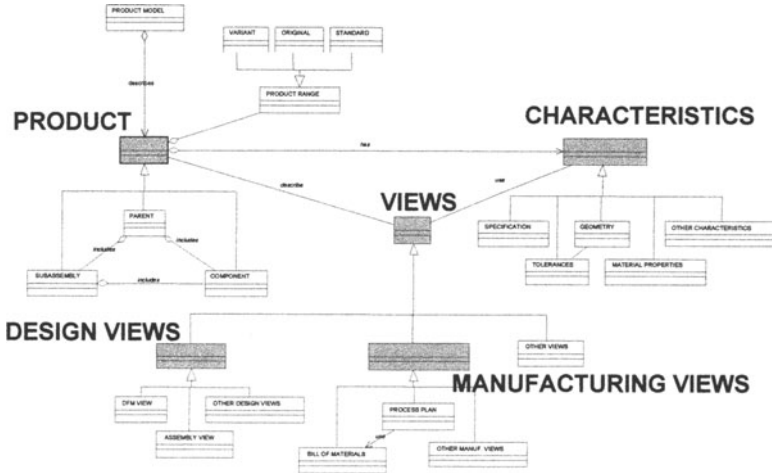 PRODUCT MODEL
VARIANT
ORIGINAL
STANDARD
describes
PRODUCT RANGE
PRODUCT
CHARACTERISTICS
has
describe
use
VIEWS
PARENT
SPECIFICATION
GEOMETRY
OTHER CHARACTERISTICS
includes
includes
TOLERANCES
MATERIAL PROPERTIES
SUBASSEMBLY
COMPONENT
includes
DESIGN VIEWS
OTHER VIEWS
MANUFACTURING VIEWS
DFM VIEW
OTHER DESIGN VIEWS
PROCESS PLAN
ASSEMBLY VIEW
use
BILL OF MATERIALS
OTHER MANUF. VIEWS